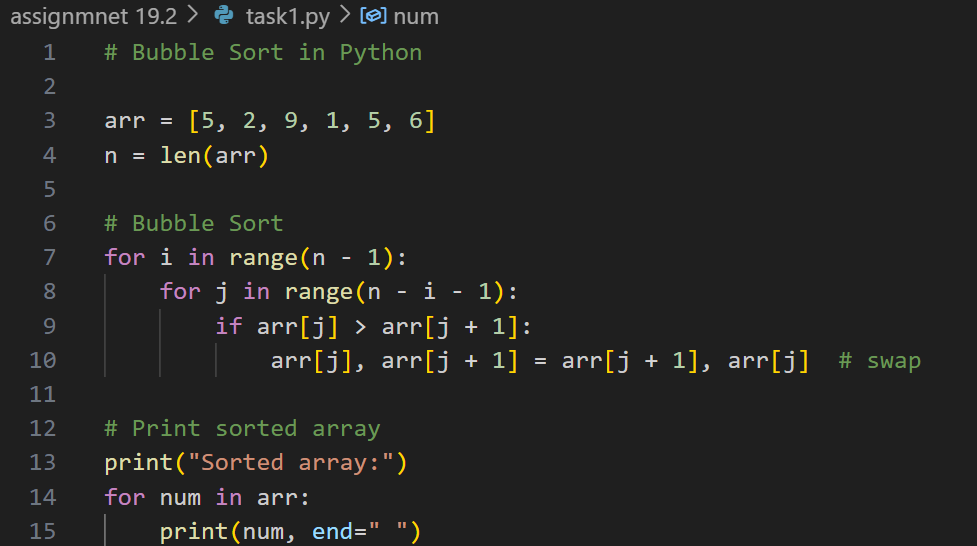 assignmnet 19.2 > task1.py > num
1 # Bubble Sort in Python
2
3 arr = [5, 2, 9, 1, 5, 6]
4 n = len(arr)
5
6 # Bubble Sort
7 for i in range(n - 1):
8     for j in range(n - i - 1):
9         if arr[j] > arr[j + 1]:
10             arr[j], arr[j + 1] = arr[j + 1], arr[j]  # swap
11
12 # Print sorted array
13 print("Sorted array:")
14 for num in arr:
15     print(num, end=" ")